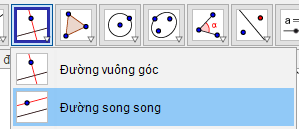 α
a =
đ
Đường vuông góc
Đường song song